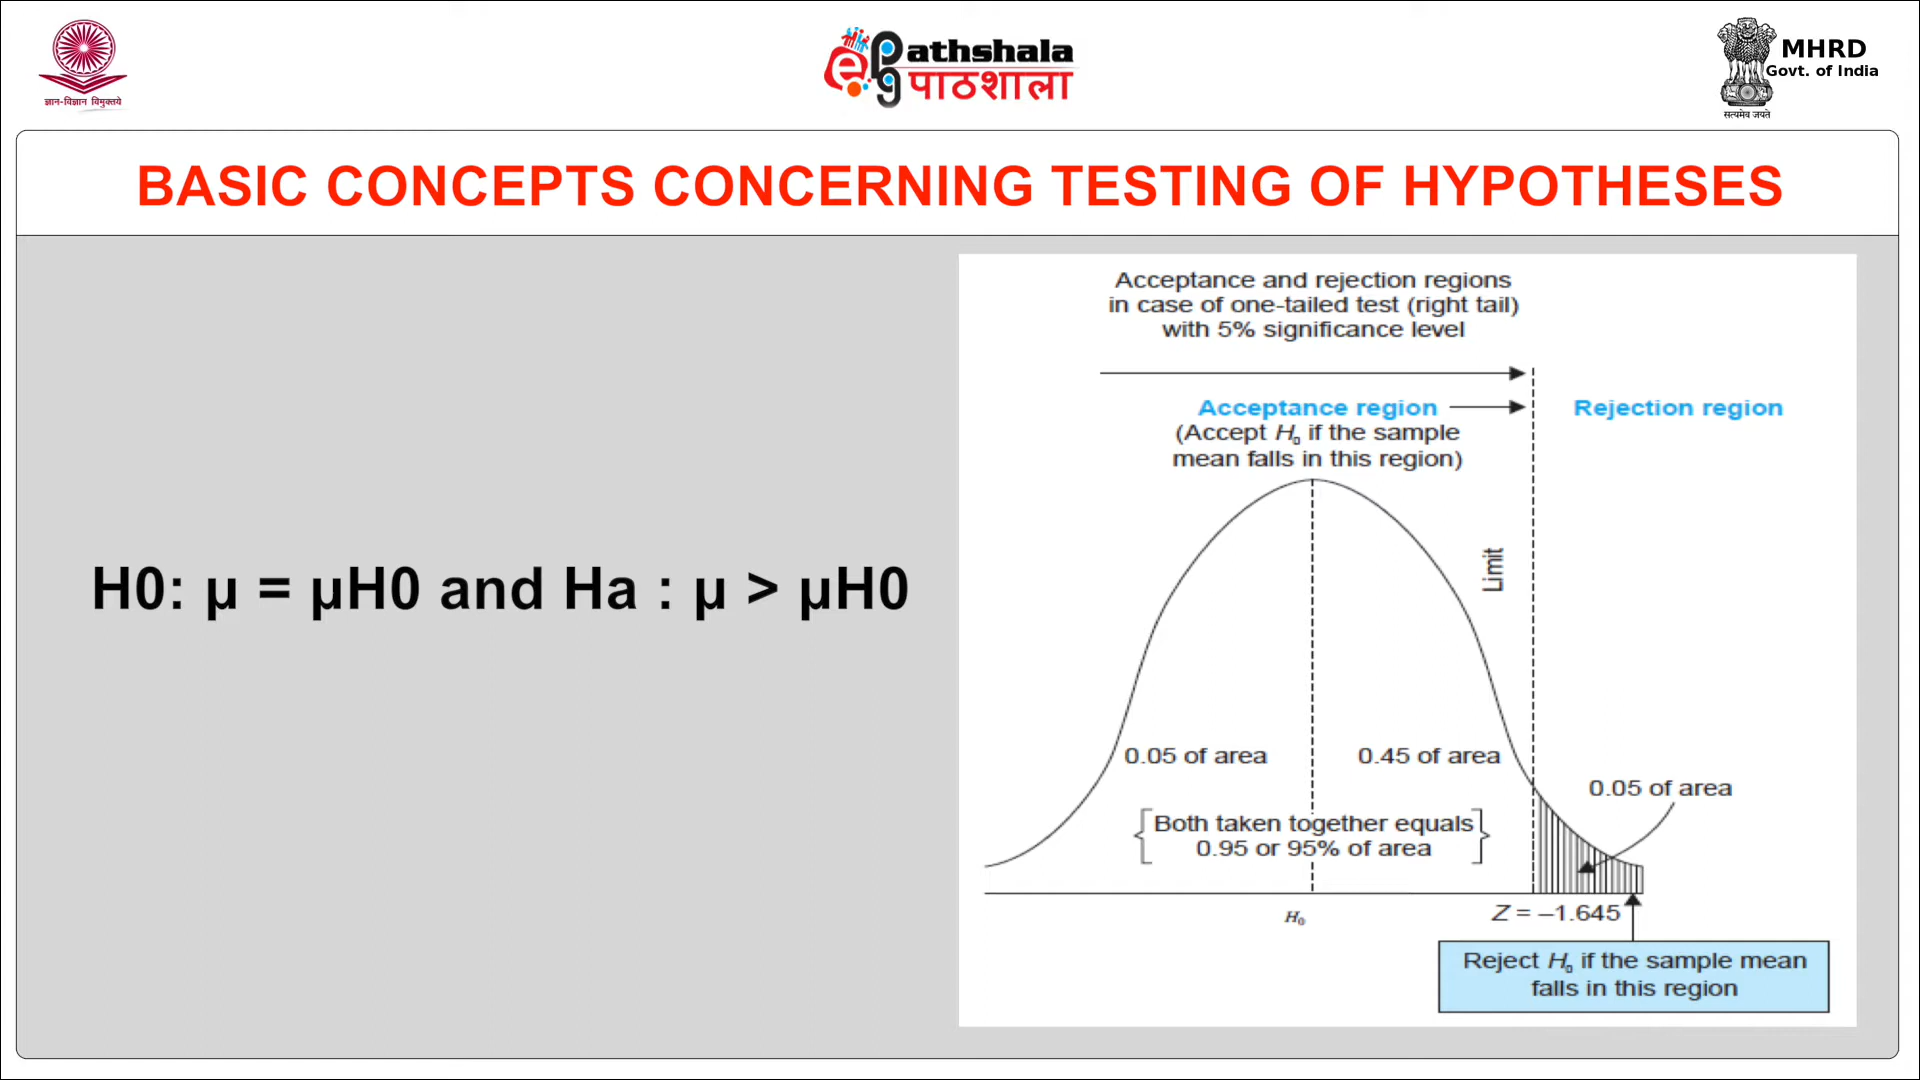 ज्ञान-विज्ञान विमुक्तये
e Pg athshala
पाठशाला
MHRD
Govt. of India
सत्यमेव जयते
BASIC CONCEPTS CONCERNING TESTING OF HYPOTHESES
H0: μ = μH0 and Ha : μ > μH0
Acceptance and rejection regions
in case of one-tailed test (right tail)
with 5% significance level
Acceptance region
Rejection region
(Accept H₀ if the sample
mean falls in this region)
Limit
0.05 of area
0.45 of area
0.05 of area
Both taken together equals
0.95 or 95% of area
H₀
Z = –1.645
Reject H₀ if the sample mean
falls in this region